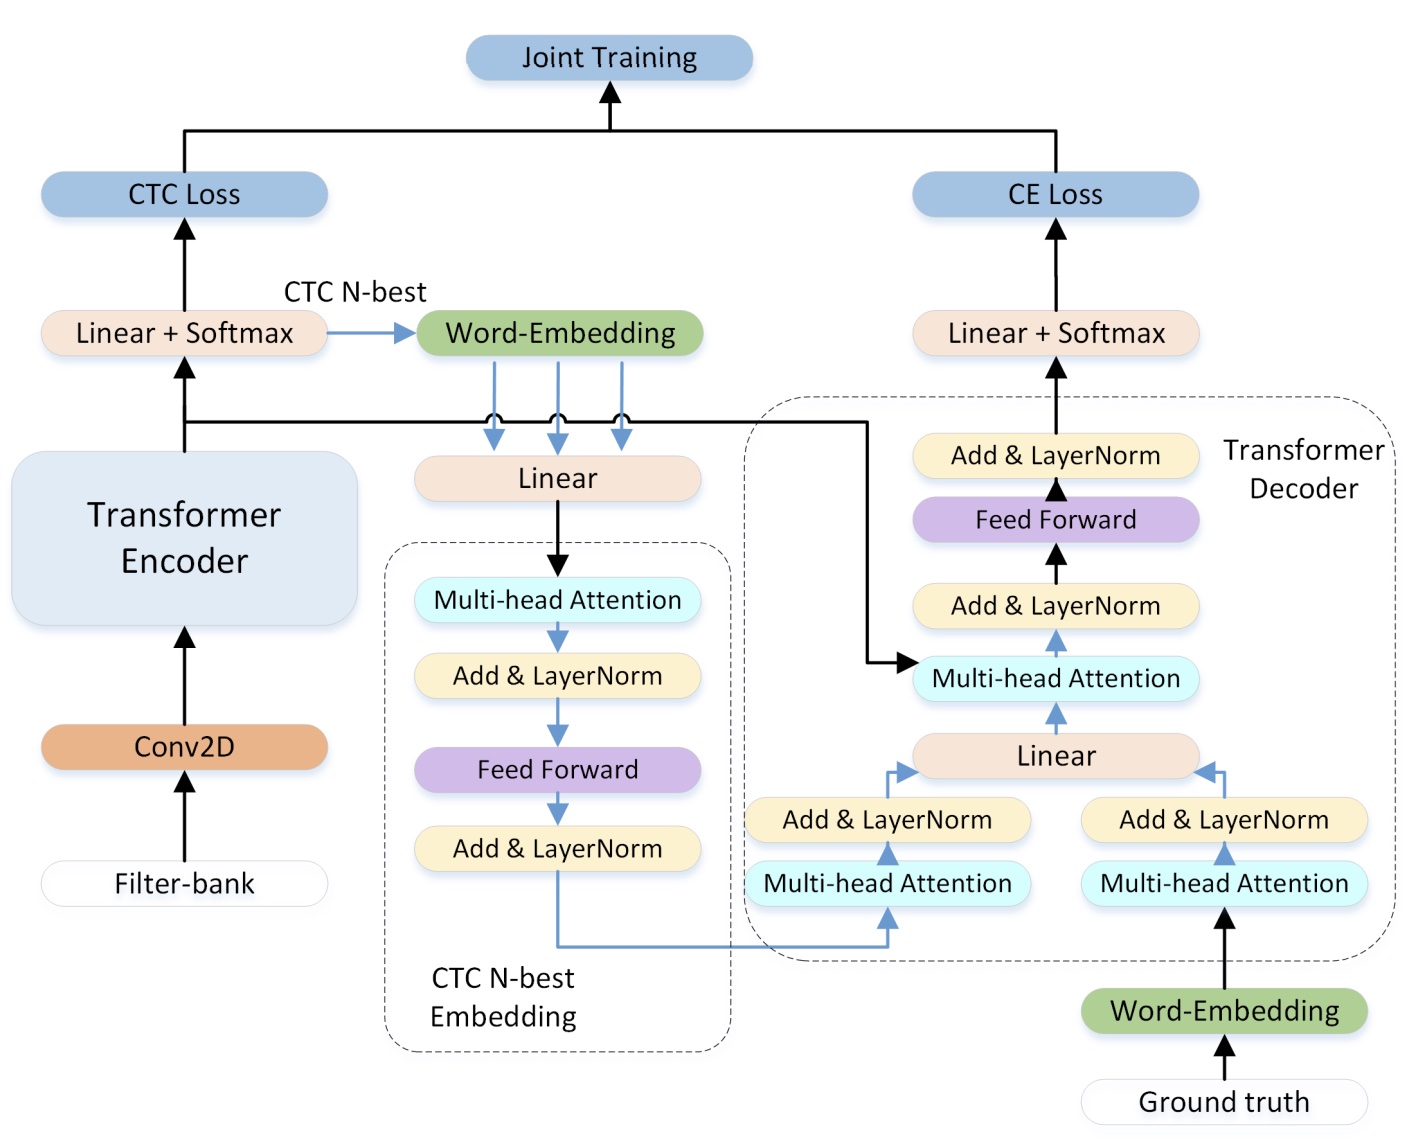 Joint Training
CTC Loss
CE Loss
CTC N-best
Linear + Softmax
Word-Embedding
Linear + Softmax
Transformer
Encoder
Conv2D
Filter-bank
Linear
Multi-head Attention
Add & LayerNorm
Feed Forward
Add & LayerNorm
CTC N-best
Embedding
Transformer
Decoder
Add & LayerNorm
Feed Forward
Add & LayerNorm
Multi-head Attention
Linear
Add & LayerNorm
Add & LayerNorm
Multi-head Attention
Multi-head Attention
Word-Embedding
Ground truth